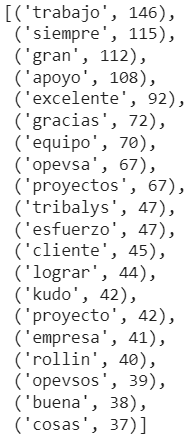 [('trabajo', 146),
('siempre', 115),
('gran', 112),
('apoyo', 108),
('excelente', 92),
('gracias', 72),
('equipo', 70),
('opevsa', 67),
('proyectos', 67),
('tribalys', 47),
('esfuerzo', 47),
('cliente', 45),
('lograr', 44),
('kudo', 42),
('proyecto', 42),
('empresa', 41),
('rollin', 40),
('opevsos', 39),
('buena', 38),
('cosas', 37)]